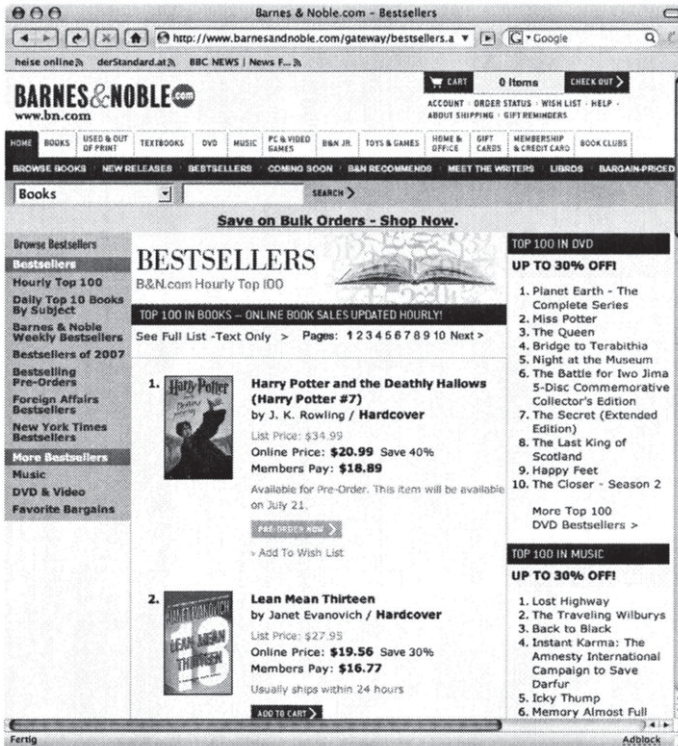 Barnes & Noble.com – Bestsellers
http://www.barnesandnoble.com/gateway/bestsellers.a
Google
heise online
derStandard.at
BBC NEWS | News F...
CART 0 Items CHECK OUT
BARNES&NOBLE.com
www.bn.com
ACCOUNT · ORDER STATUS · WISH LIST · HELP ·
ABOUT SHIPPING · GIFT REMINDERS
HOME
BOOKS
USED & OUT
OF PRINT
TEXTBOOKS
DVD
MUSIC
PC & VIDEO
GAMES
B&N JR.
TOYS & GAMES
HOME &
OFFICE
GIFT
CARDS
MEMBERSHIP
& CREDIT CARD
BOOK CLUBS
BROWSE BOOKS · NEW RELEASES · BESTSELLERS · COMING SOON · B&N RECOMMENDS · MEET THE WRITERS · LIBROS · BARGAIN-PRICED
Books
SEARCH >
Save on Bulk Orders - Shop Now.
Browse Bestsellers
Bestsellers
Hourly Top 100
Daily Top 10 Books
By Subject
Barnes & Noble
Weekly Bestsellers
Bestsellers of 2007
Bestselling
Pre-Orders
Foreign Affairs
Bestsellers
New York Times
Bestsellers
More Bestsellers
Music
DVD & Video
Favorite Bargains
BESTSELLERS
B&N.com Hourly Top 100
TOP 100 IN BOOKS — ONLINE BOOK SALES UPDATED HOURLY!
See Full List -Text Only > Pages: 1 2 3 4 5 6 7 8 9 10 Next >
1.
Harry Potter
Harry Potter and the Deathly Hallows
(Harry Potter #7)
by J. K. Rowling / Hardcover
List Price: $34.99
Online Price: $20.99 Save 40%
Members Pay: $18.89
Available for Pre-Order. This item will be available
on July 21.
PRE-ORDER NOW >
> Add To Wish List
2.
JANET EVANOVICH
LEAN MEAN
THIRTEEN
13
Lean Mean Thirteen
by Janet Evanovich / Hardcover
List Price: $27.95
Online Price: $19.56 Save 30%
Members Pay: $16.77
Usually ships within 24 hours
ADD TO CART >
TOP 100 IN DVD
UP TO 30% OFF!
1. Planet Earth - The
Complete Series
2. Miss Potter
3. The Queen
4. Bridge to Terabithia
5. Night at the Museum
6. The Battle for Iwo Jima
5-Disc Commemorative
Collector's Edition
7. The Secret (Extended
Edition)
8. The Last King of
Scotland
9. Happy Feet
10. The Closer - Season 2
More Top 100
DVD Bestsellers >
TOP 100 IN MUSIC
UP TO 30% OFF!
1. Lost Highway
2. The Traveling Wilburys
3. Back to Black
4. Instant Karma: The
Amnesty International
Campaign to Save
Darfur
5. Icky Thump
6. Memory Almost Full
Fertig
Adblock